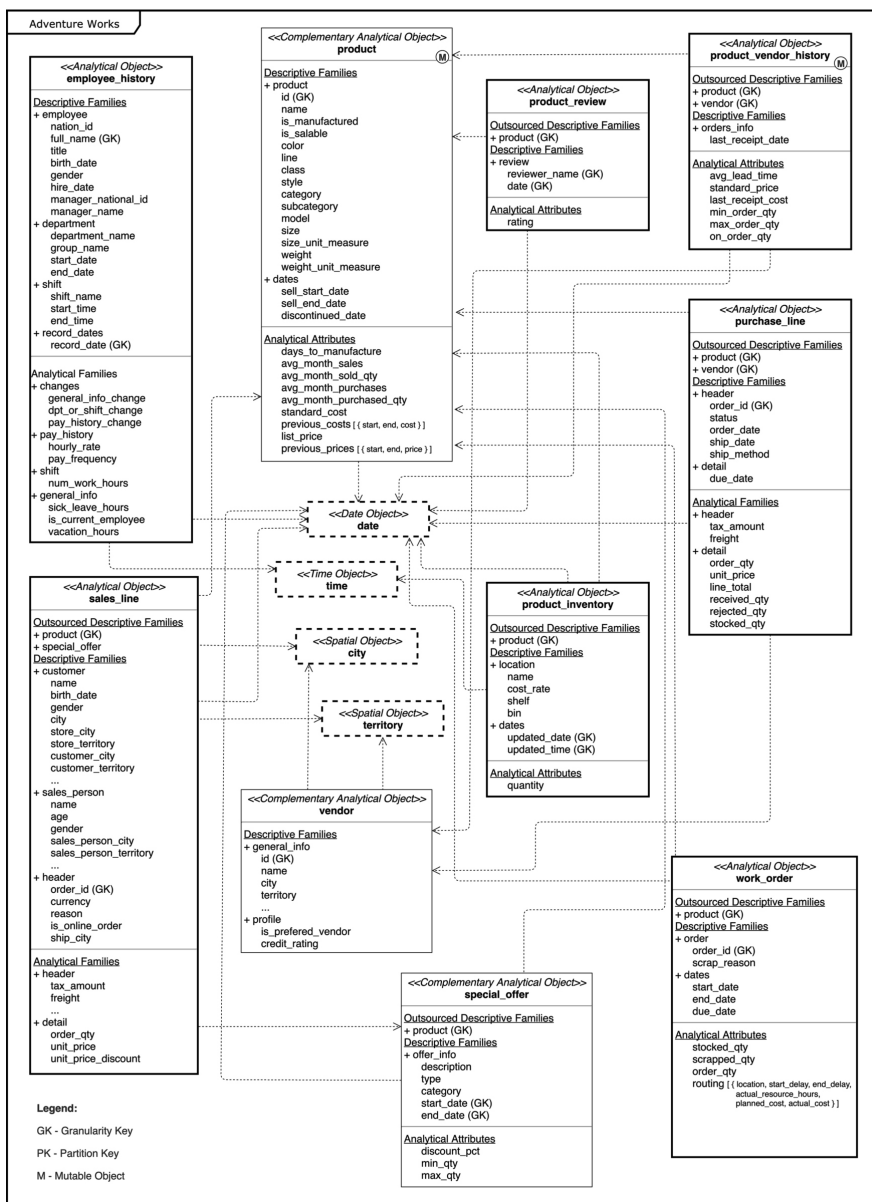 Adventure Works
<<Analytical Object>>
employee_history
Descriptive Families
+ employee
nation_id
full_name (GK)
title
birth_date
gender
hire_date
manager_national_id
manager_name
+ department
department_name
group_name
start_date
end_date
+ shift
shift_name
start_time
end_time
+ record_dates
record_date (GK)
Analytical Families
+ changes
general_info_change
dpt_or_shift_change
pay_history_change
+ pay_history
hourly_rate
pay_frequency
+ shift
num_work_hours
+ general_info
sick_leave_hours
is_current_employee
vacation_hours
<<Complementary Analytical Object>>
product
M
Descriptive Families
+ product
id (GK)
name
is_manufactured
is_salable
color
line
class
style
category
subcategory
model
size
size_unit_measure
weight
weight_unit_measure
+ dates
sell_start_date
sell_end_date
discontinued_date
Analytical Attributes
days_to_manufacture
avg_month_sales
avg_month_sold_qty
avg_month_purchases
avg_month_purchased_qty
standard_cost
previous_costs [ { start, end, cost } ]
list_price
previous_prices [ { start, end, price } ]
<<Analytical Object>>
product_review
Outsourced Descriptive Families
+ product (GK)
Descriptive Families
+ review
reviewer_name (GK)
date (GK)
Analytical Attributes
rating
<<Analytical Object>>
product_vendor_history
M
Outsourced Descriptive Families
+ product (GK)
+ vendor (GK)
Descriptive Families
+ orders_info
last_receipt_date
Analytical Attributes
avg_lead_time
standard_price
last_receipt_cost
min_order_qty
max_order_qty
on_order_qty
<<Analytical Object>>
purchase_line
Outsourced Descriptive Families
+ product (GK)
+ vendor (GK)
Descriptive Families
+ header
order_id (GK)
status
order_date
ship_date
ship_method
+ detail
due_date
Analytical Families
+ header
tax_amount
freight
+ detail
order_qty
unit_price
line_total
received_qty
rejected_qty
stocked_qty
<<Date Object>>
date
<<Time Object>>
time
<<Spatial Object>>
city
<<Spatial Object>>
territory
<<Analytical Object>>
sales_line
Outsourced Descriptive Families
+ product (GK)
+ special_offer
Descriptive Families
+ customer
name
birth_date
gender
city
store_city
store_territory
customer_city
customer_territory
...
+ sales_person
name
age
gender
sales_person_city
sales_person_territory
...
+ header
order_id (GK)
currency
reason
is_online_order
ship_city
Analytical Families
+ header
tax_amount
freight
...
+ detail
order_qty
unit_price
unit_price_discount
<<Analytical Object>>
product_inventory
Outsourced Descriptive Families
+ product (GK)
Descriptive Families
+ location
name
cost_rate
shelf
bin
+ dates
updated_date (GK)
updated_time (GK)
Analytical Attributes
quantity
<<Complementary Analytical Object>>
vendor
Descriptive Families
+ general_info
id (GK)
name
city
territory
...
+ profile
is_prefered_vendor
credit_rating
<<Analytical Object>>
work_order
Outsourced Descriptive Families
+ product (GK)
Descriptive Families
+ order
order_id (GK)
scrap_reason
+ dates
start_date
end_date
due_date
Analytical Attributes
stocked_qty
scrapped_qty
order_qty
routing [ { location, start_delay, end_delay,
actual_resource_hours,
planned_cost, actual_cost } ]
<<Complementary Analytical Object>>
special_offer
Outsourced Descriptive Families
+ product (GK)
Descriptive Families
+ offer_info
description
type
category
start_date (GK)
end_date (GK)
Analytical Attributes
discount_pct
min_qty
max_qty
Legend:
GK - Granularity Key
PK - Partition Key
M - Mutable Object